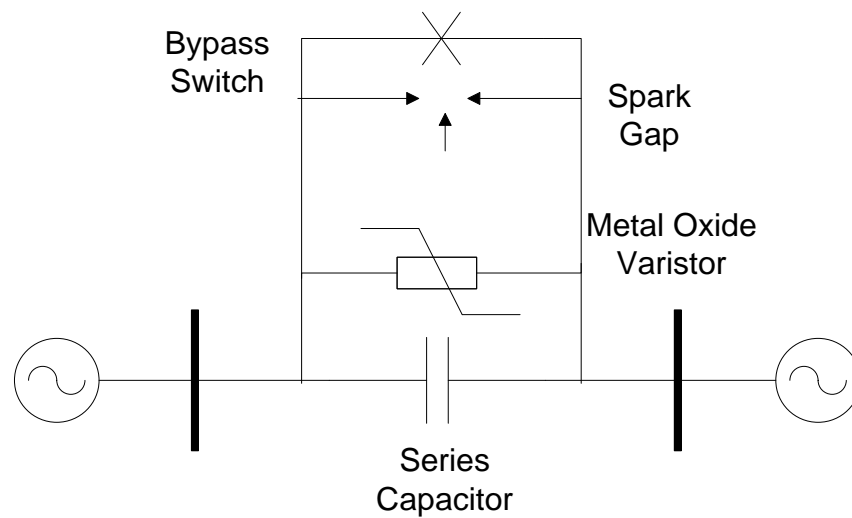 Bypass
Switch
Spark
Gap
Metal Oxide
Varistor
Series
Capacitor